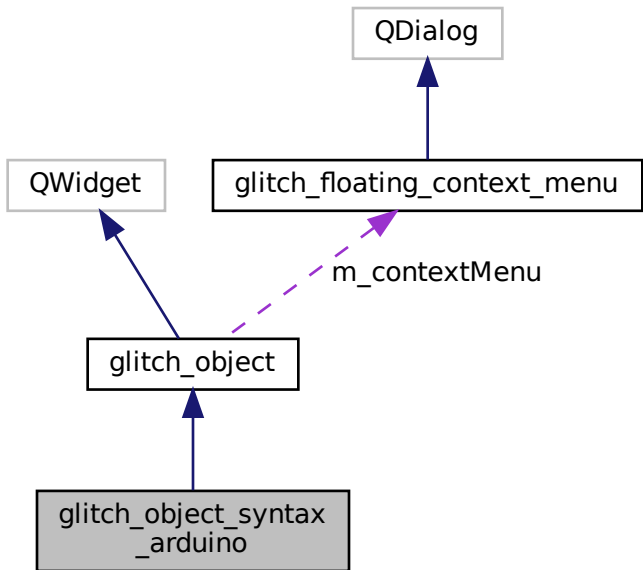 QDialog
QWidget
glitch_floating_context_menu
m_contextMenu
glitch_object
glitch_object_syntax
_arduino